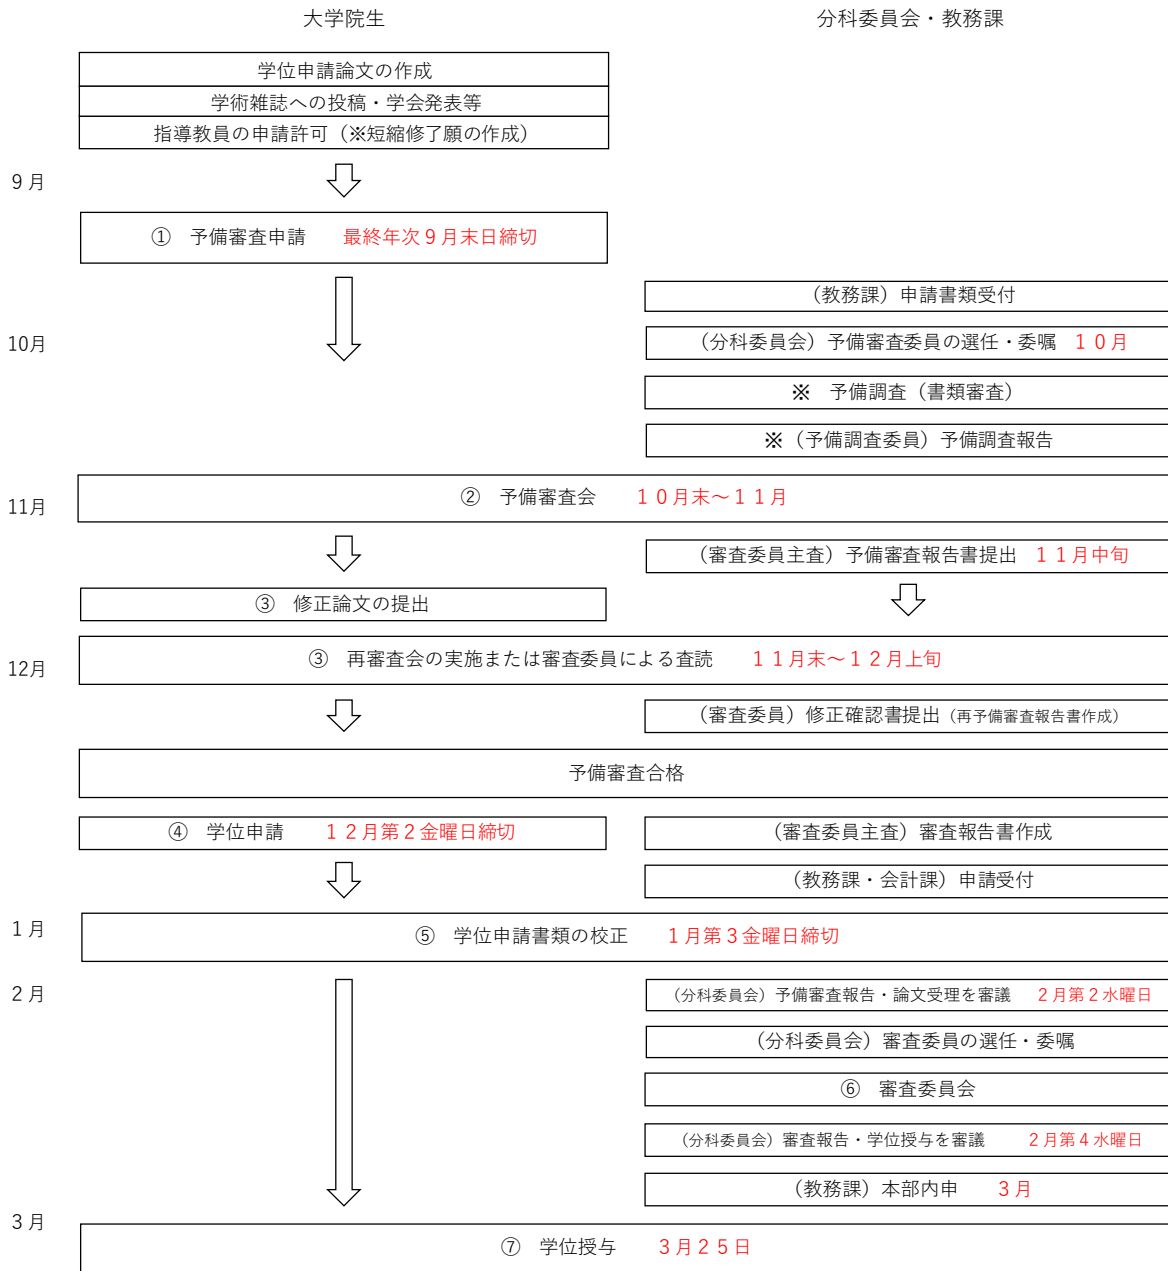 大学院生
分科委員会・教務課
学位申請論文の作成
学術雑誌への投稿・学会発表等
指導教員の申請許可（※短縮修了願の作成）
９月
① 予備審査申請 最終年次９月末日締切
（教務課）申請書類受付
10月
（分科委員会）予備審査委員の選任・委嘱 １０月
※ 予備調査（書類審査）
※（予備調査委員）予備調査報告
11月
② 予備審査会 １０月末～１１月
（審査委員主査）予備審査報告書提出 １１月中旬
③ 修正論文の提出
12月
③ 再審査会の実施または審査委員による査読 １１月末～１２月上旬
（審査委員）修正確認書提出（再予備審査報告書作成）
予備審査合格
④ 学位申請 １２月第２金曜日締切
（審査委員主査）審査報告書作成
（教務課・会計課）申請受付
１月
⑤ 学位申請書類の校正 １月第３金曜日締切
２月
（分科委員会）予備審査報告・論文受理を審議 ２月第２水曜日
（分科委員会）審査委員の選任・委嘱
⑥ 審査委員会
（分科委員会）審査報告・学位授与を審議 ２月第４水曜日
（教務課）本部内申 ３月
３月
⑦ 学位授与 ３月２５日